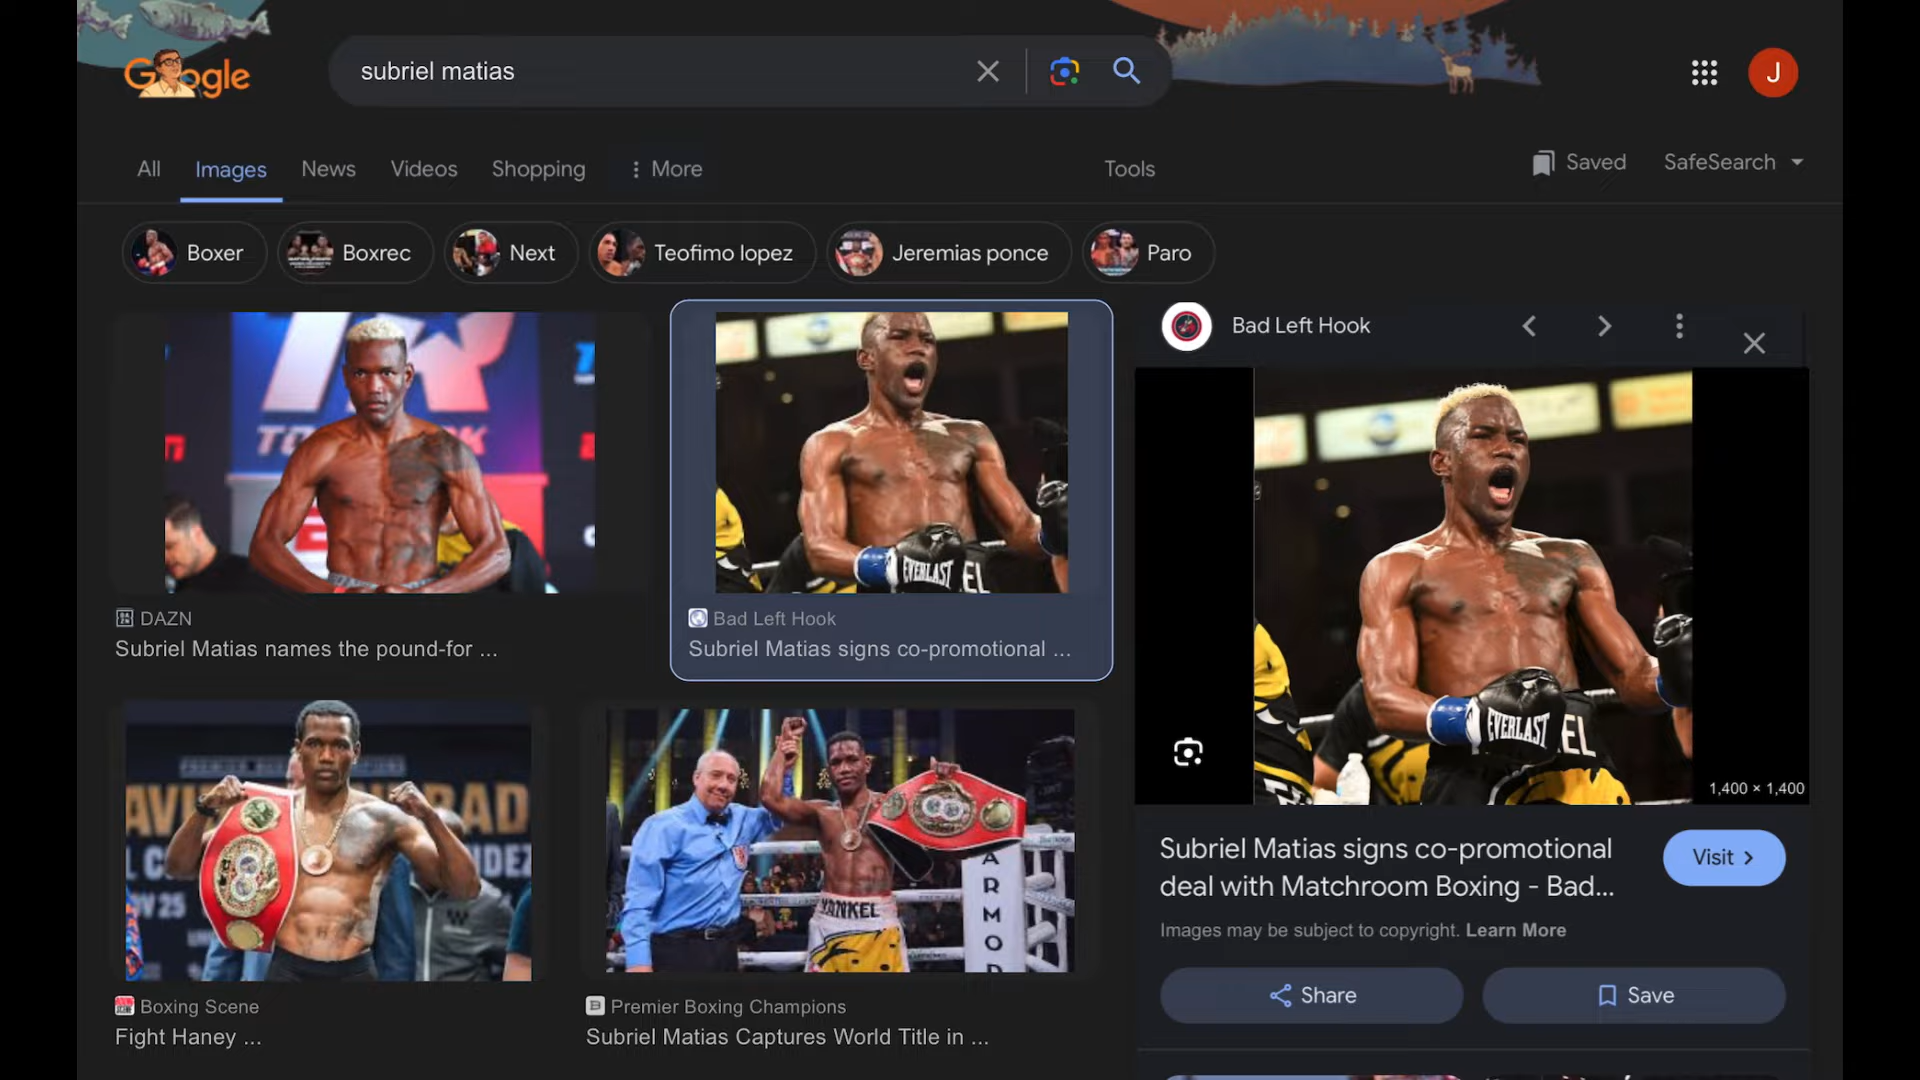 Google
subriel matias
J
All
Images
News
Videos
Shopping
More
Tools
Saved
SafeSearch
Boxer
Boxrec
Next
Teofimo lopez
Jeremias ponce
Paro
Bad Left Hook
EVERLAST
EL
EVERLAST
EL
1,400 × 1,400
DAZN
Subriel Matias names the pound-for ...
Bad Left Hook
Subriel Matias signs co-promotional ...
Subriel Matias signs co-promotional
deal with Matchroom Boxing - Bad...
Visit
Images may be subject to copyright. Learn More
YANKEL
ARMO
Share
Save
Boxing Scene
Fight Haney ...
Premier Boxing Champions
Subriel Matias Captures World Title in ...